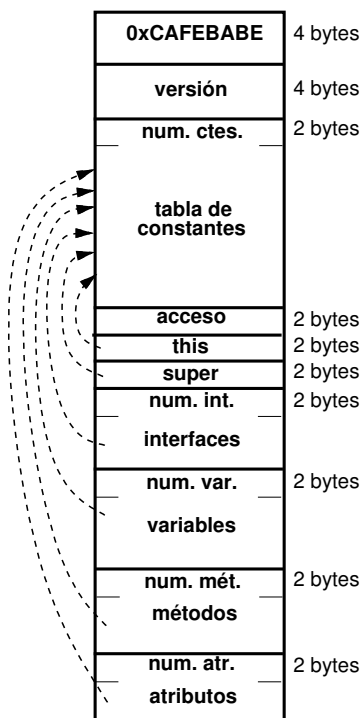 0xCAFEBABE 4 bytes
versión 4 bytes
num. ctes. 2 bytes
tabla de
constantes
acceso 2 bytes
this 2 bytes
super 2 bytes
num. int. 2 bytes
interfaces
num. var. 2 bytes
variables
num. mét. 2 bytes
métodos
num. atr. 2 bytes
atributos